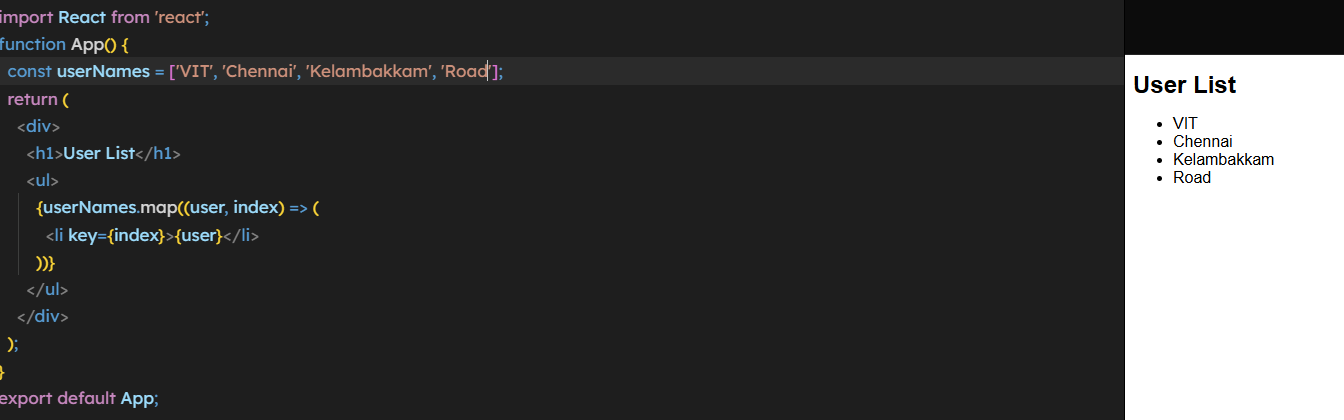 import React from 'react';
function App() {
const userNames = ['VIT', 'Chennai', 'Kelambakkam', 'Road'];
return (
<div>
<h1>User List</h1>
<ul>
{userNames.map((user, index) => (
<li key={index}>{user}</li>
))}
</ul>
</div>
);
}
export default App;
User List
• VIT
• Chennai
• Kelambakkam
• Road